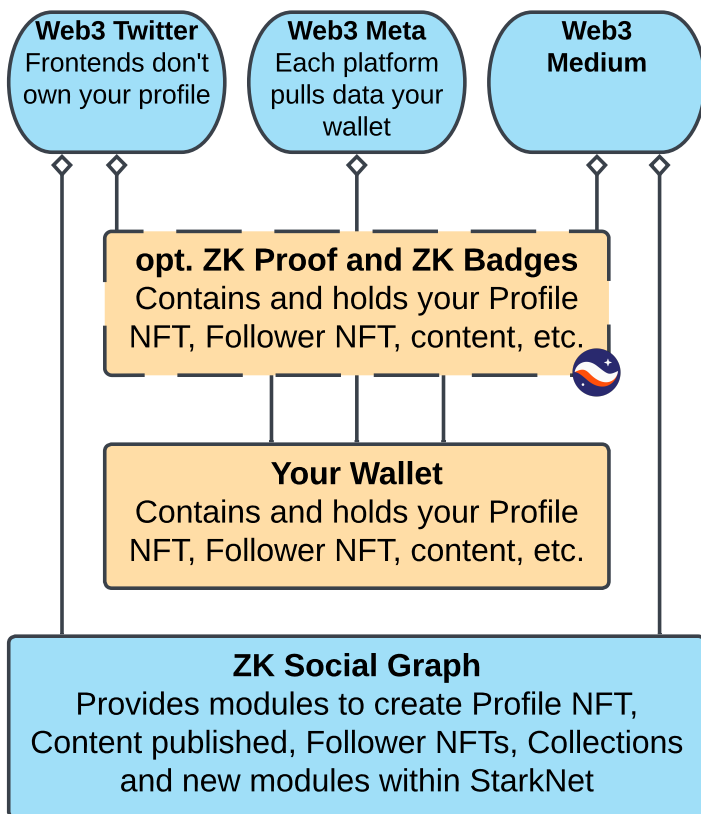 Web3 Twitter
Frontends don't
own your profile
Web3 Meta
Each platform
pulls data your
wallet
Web3
Medium
opt. ZK Proof and ZK Badges
Contains and holds your Profile
NFT, Follower NFT, content, etc.
Your Wallet
Contains and holds your Profile
NFT, Follower NFT, content, etc.
ZK Social Graph
Provides modules to create Profile NFT,
Content published, Follower NFTs, Collections
and new modules within StarkNet